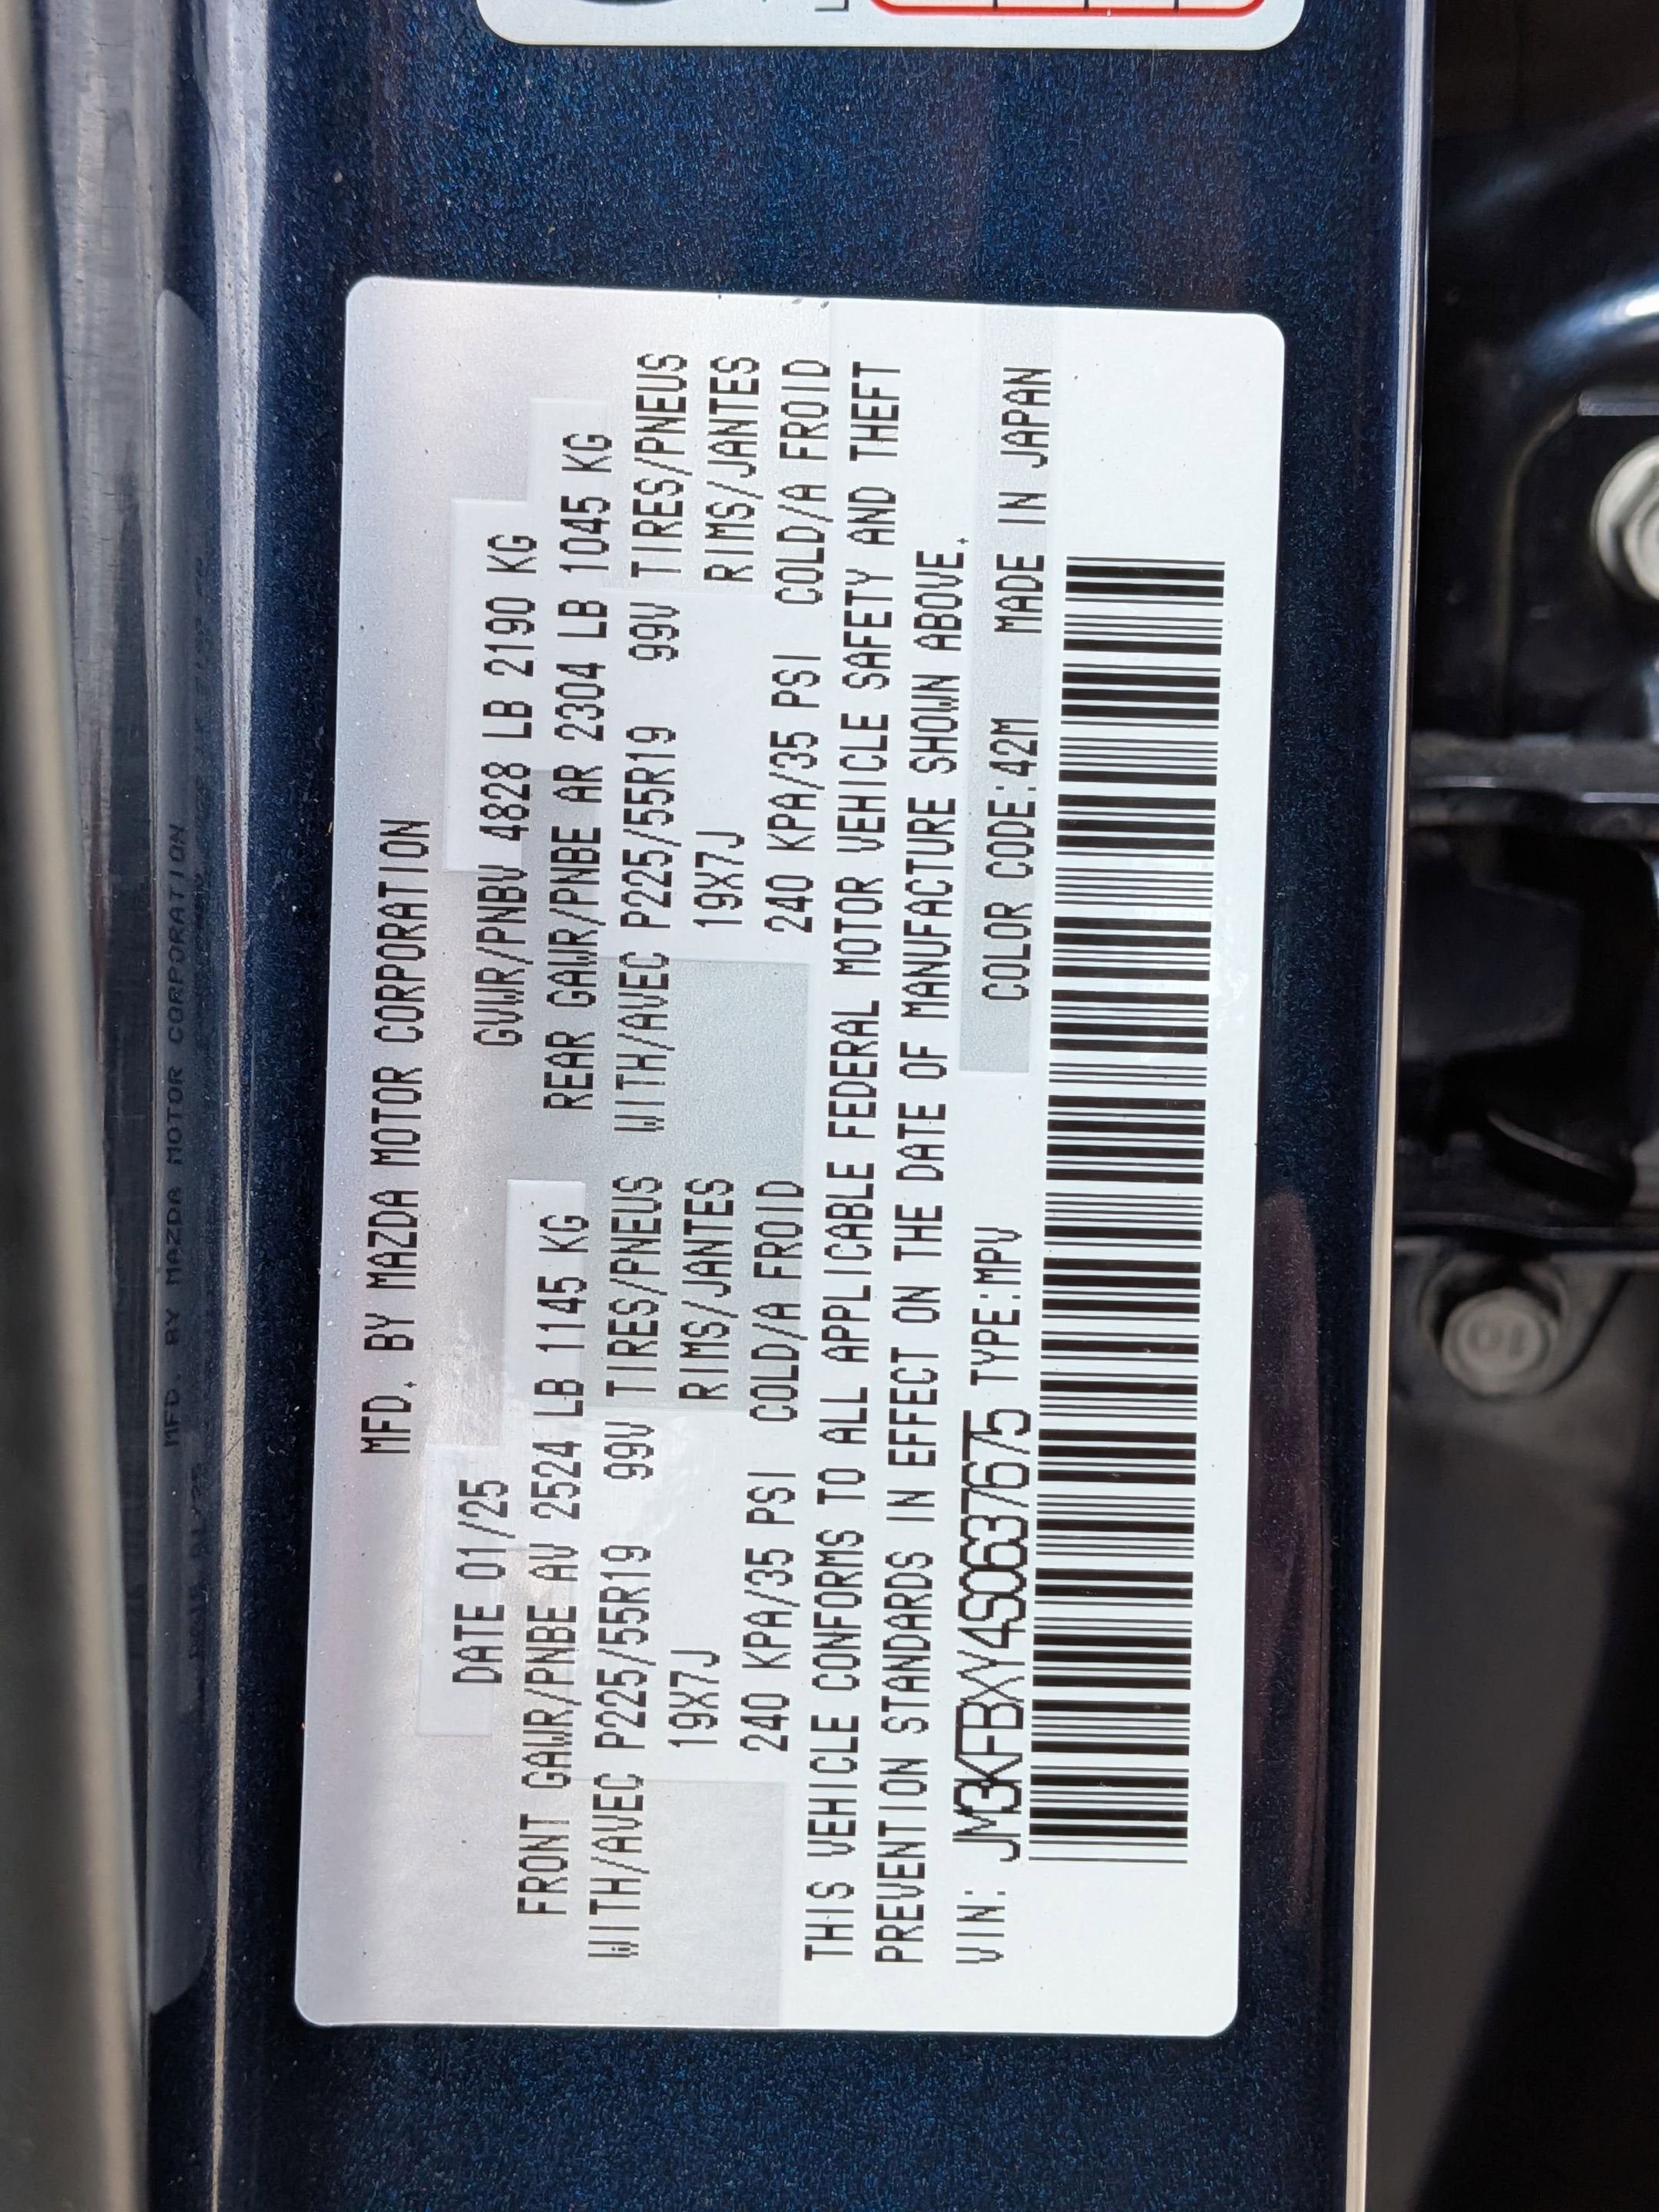 MFD. BY MAZDA MOTOR CORPORATION
DATE 01/25 GVWR/PNBV 4828 LB 2190 KG
FRONT GAWR/PNBE AV 2524 LB 1145 KG REAR GAWR/PNBE AR 2304 LB 1045 KG
WITH/AVEC P225/55R19 99V TIRES/PNEUS WITH/AVEC P225/55R19 99V TIRES/PNEUS
19X7J RIMS/JANTES 19X7J RIMS/JANTES
240 KPA/35 PSI COLD/A FROID 240 KPA/35 PSI COLD/A FROID
THIS VEHICLE CONFORMS TO ALL APPLICABLE FEDERAL MOTOR VEHICLE SAFETY AND THEFT
PREVENTION STANDARDS IN EFFECT ON THE DATE OF MANUFACTURE SHOWN ABOVE.
VIN: JM3KFBXY4S0637675 TYPE:MPV COLOR CODE:42M MADE IN JAPAN
MFD. BY MAZDA MOTOR CORPORATION